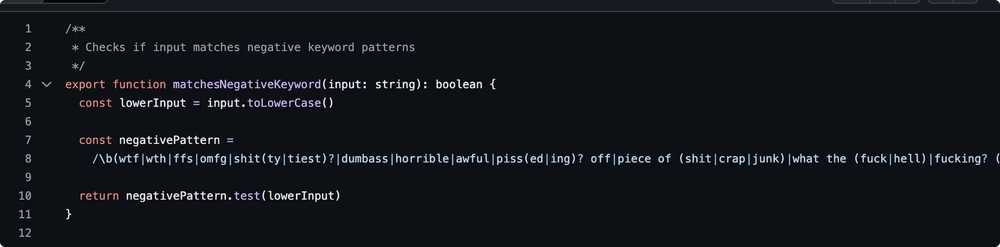 1 /**
2 * Checks if input matches negative keyword patterns
3 */
4 export function matchesNegativeKeyword(input: string): boolean {
5 const lowerInput = input.toLowerCase()
6
7 const negativePattern =
8 /\b(wtf|wth|ffs|omfg|shit(ty|tiest)?|dumbass|horrible|awful|piss(ed|ing)? off|piece of (shit|crap|junk)|what the (fuck|hell)|fucking? (
9
10 return negativePattern.test(lowerInput)
11 }
12